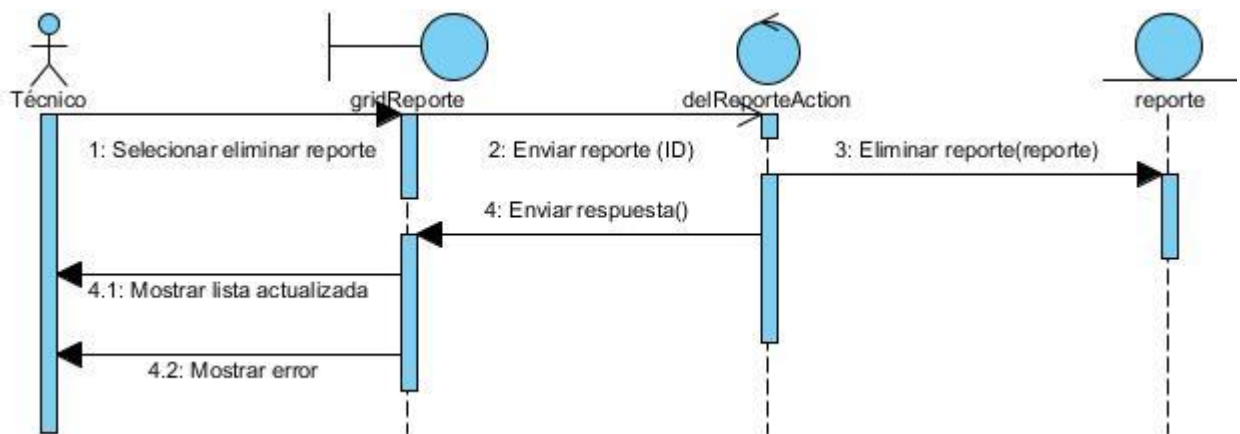 Técnico
gridReporte
delReporteAction
reporte
1: Selecionar eliminar reporte
2: Enviar reporte (ID)
3: Eliminar reporte(reporte)
4: Enviar respuesta()
4.1: Mostrar lista actualizada
4.2: Mostrar error